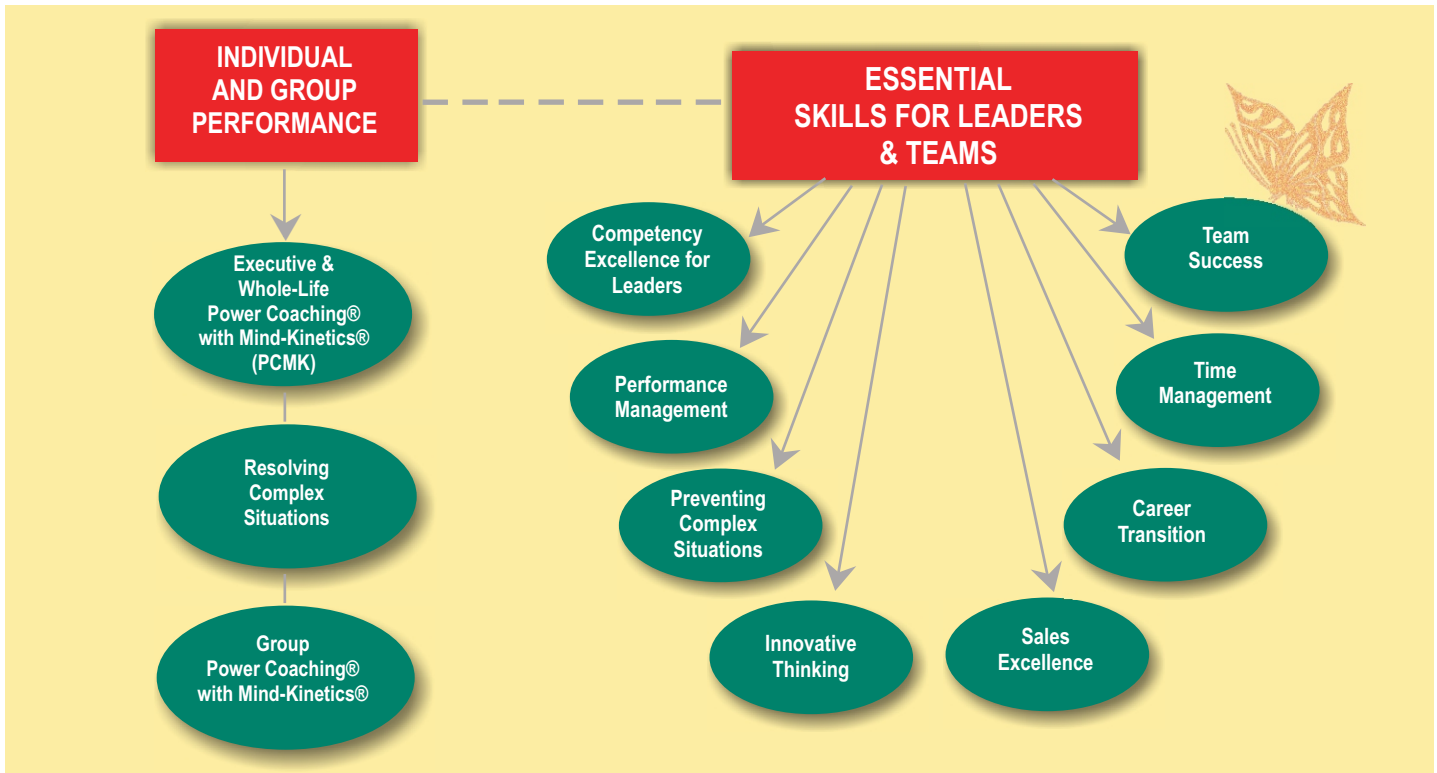 INDIVIDUAL
AND GROUP
PERFORMANCE
Executive &
Whole-Life
Power Coaching®
with Mind-Kinetics®
(PCMK)
Resolving
Complex
Situations
Group
Power Coaching®
with Mind-Kinetics®
ESSENTIAL
SKILLS FOR LEADERS
& TEAMS
Competency
Excellence for
Leaders
Performance
Management
Preventing
Complex
Situations
Innovative
Thinking
Sales
Excellence
Career
Transition
Time
Management
Team
Success